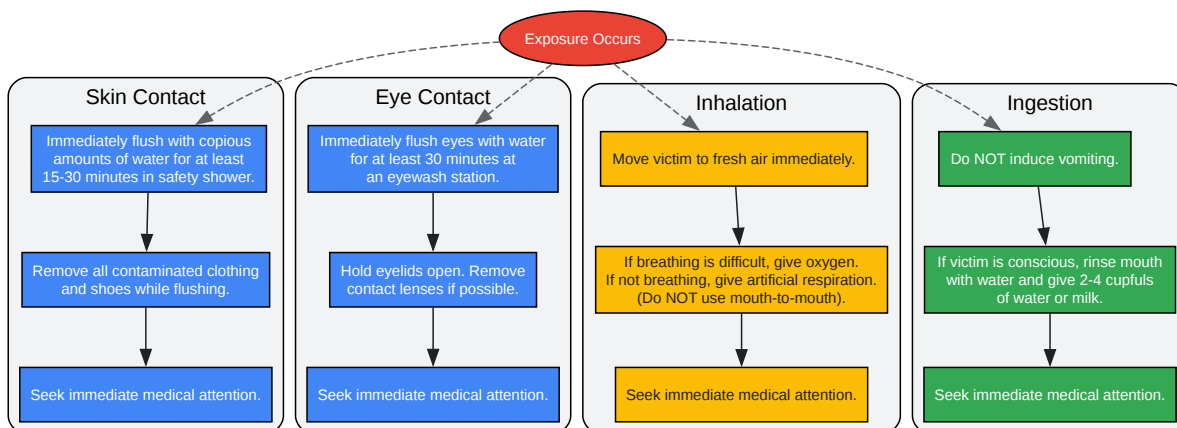 Exposure Occurs
Skin Contact
Immediately flush with copious
amounts of water for at least
15-30 minutes in safety shower.
Remove all contaminated clothing
and shoes while flushing.
Seek immediate medical attention.
Eye Contact
Immediately flush eyes with water
for at least 30 minutes at
an eyewash station.
Hold eyelids open. Remove
contact lenses if possible.
Seek immediate medical attention.
Inhalation
Move victim to fresh air immediately.
If breathing is difficult, give oxygen.
If not breathing, give artificial respiration.
(Do NOT use mouth-to-mouth).
Seek immediate medical attention.
Ingestion
Do NOT induce vomiting.
If victim is conscious, rinse mouth
with water and give 2-4 cupfuls
of water or milk.
Seek immediate medical attention.